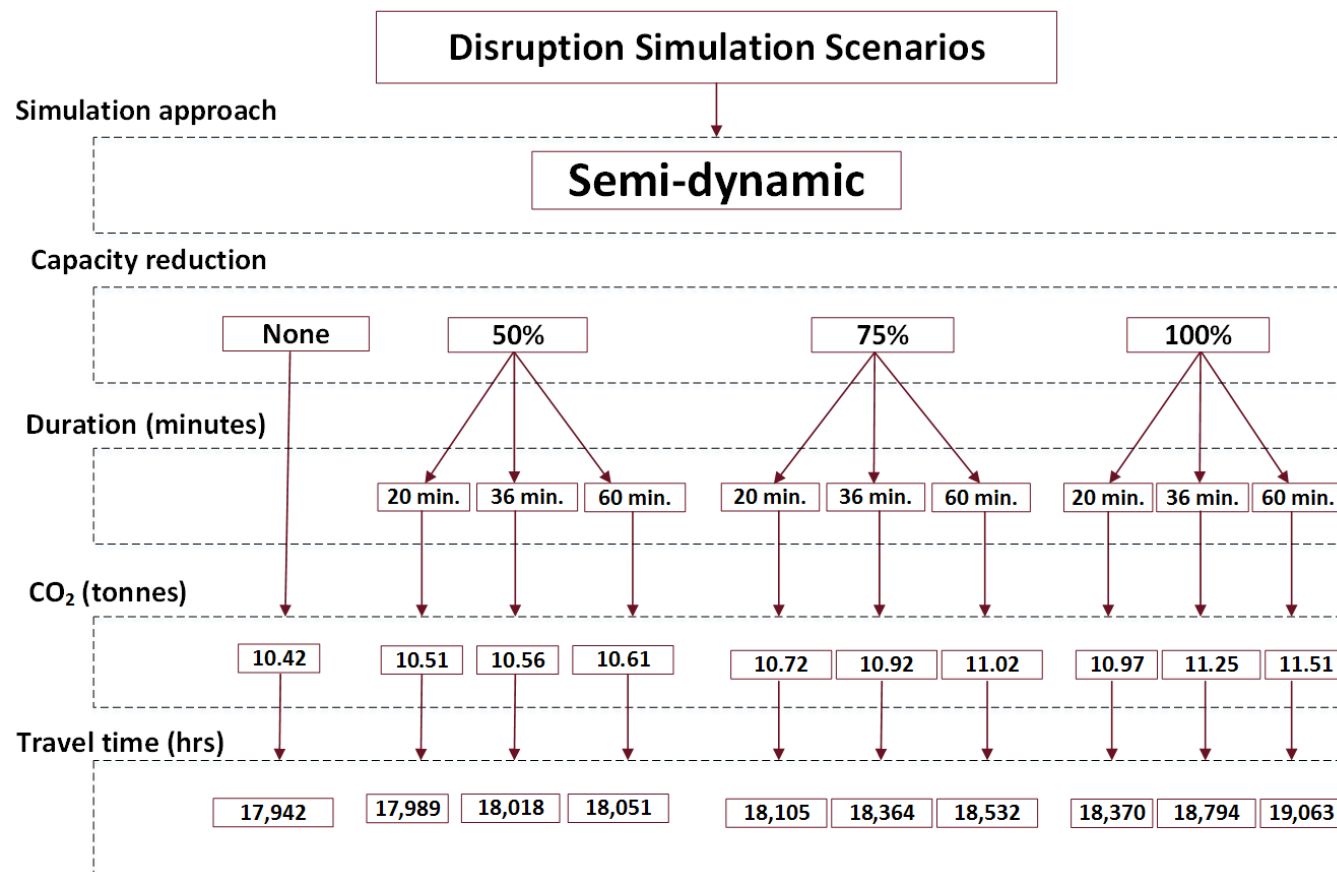 Disruption Simulation Scenarios
Simulation approach
Semi-dynamic
Capacity reduction
None 50% 75% 100%
Duration (minutes)
20 min. 36 min. 60 min. 20 min. 36 min. 60 min. 20 min. 36 min. 60 min.
CO₂ (tonnes)
10.42 10.51 10.56 10.61 10.72 10.92 11.02 10.97 11.25 11.51
Travel time (hrs)
17,942 17,989 18,018 18,051 18,105 18,364 18,532 18,370 18,794 19,063